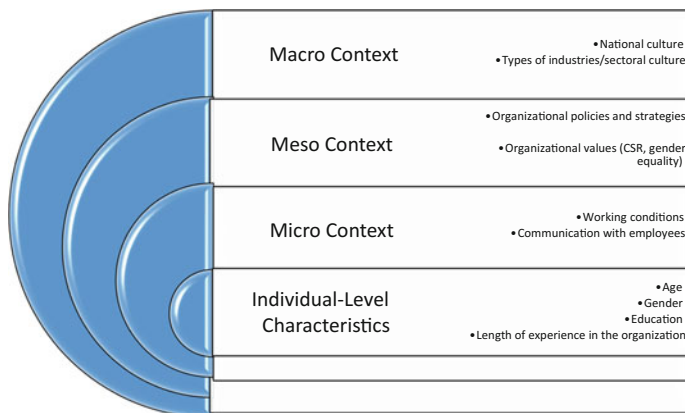 Macro Context
•National culture
•Types of industries/sectoral culture
Meso Context
•Organizational policies and strategies
•Organizational values (CSR, gender
equality)
Micro Context
•Working conditions
•Communication with employees
Individual-Level
Characteristics
•Age
•Gender
•Education
•Length of experience in the organization